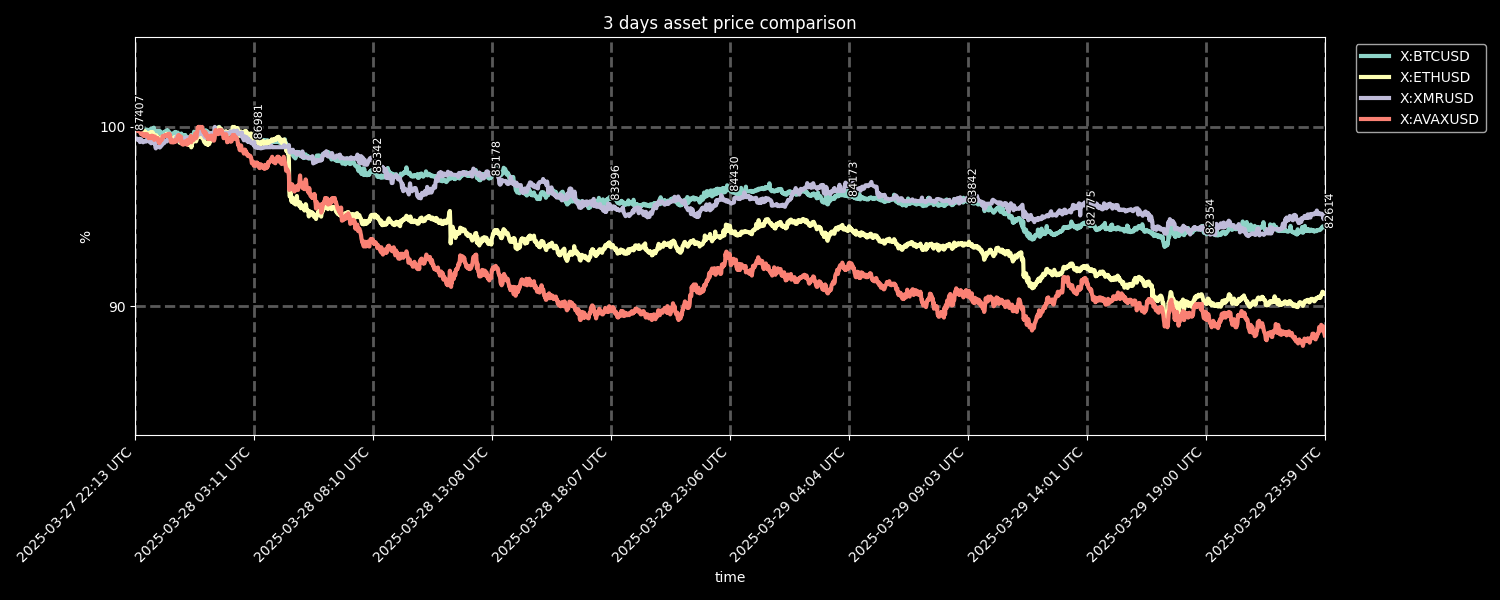 3 days asset price comparison
X:BTCUSD
X:ETHUSD
X:XMRUSD
X:AVAXUSD
100
90
%
87407
86981
85342
85178
83996
84430
84173
83842
82775
82354
82614
2025-03-27 22:13 UTC
2025-03-28 03:11 UTC
2025-03-28 08:10 UTC
2025-03-28 13:08 UTC
2025-03-28 18:07 UTC
2025-03-28 23:06 UTC
2025-03-29 04:04 UTC
2025-03-29 09:03 UTC
2025-03-29 14:01 UTC
2025-03-29 19:00 UTC
2025-03-29 23:59 UTC
time